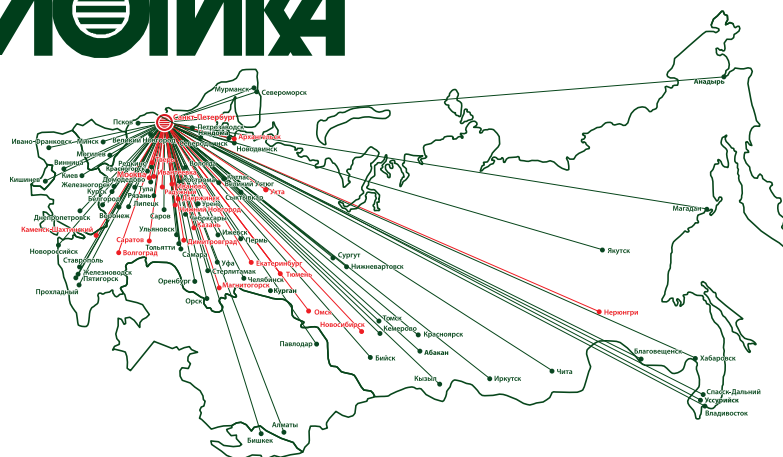 ЛОГИКА
Анадырь
Мурманск
Североморск
Псков
Санкт-Петербург
Петрозаводск
Архангельск
Новодвинск
Ивано-Франковск
Минск
Великий Новгород
Могилев
Винница
Киев
Кишинев
Железногорск
Курск
Белгород
Домодедово
Тула
Рязань
Липецк
Великий Устюг
Ухта
Сыктывкар
Днепропетровск
Воронеж
Саров
Чебоксары
Казань
Каменск-Шахтинский
Ульяновск
Ижевск
Саратов
Димитровград
Пермь
Магадан
Новороссийск
Волгоград
Тольятти
Самара
Якутск
Ставрополь
Уфа
Екатеринбург
Сургут
Железноводск
Стерлитамак
Тюмень
Нижневартовск
Пятигорск
Оренбург
Челябинск
Прохладный
Магнитогорск
Курган
Орск
Омск
Нерюнгри
Новосибирск
Томск
Кемерово
Красноярск
Павлодар
Абакан
Благовещенск
Бийск
Хабаровск
Кызыл
Иркутск
Чита
Спасск-Дальний
Уссурийск
Владивосток
Алматы
Бишкек